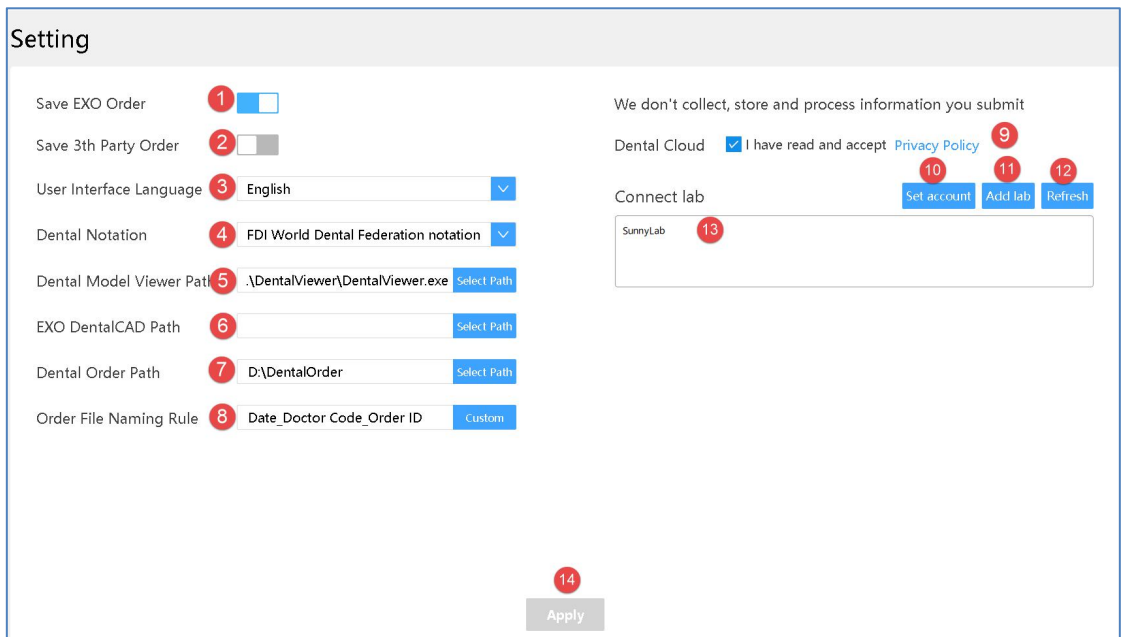 Setting
Save EXO Order 1
Save 3th Party Order 2
User Interface Language 3 English
Dental Notation 4 FDI World Dental Federation notation
Dental Model Viewer Path 5 .\DentalViewer\DentalViewer.exe Select Path
EXO DentalCAD Path 6 Select Path
Dental Order Path 7 D:\DentalOrder Select Path
Order File Naming Rule 8 Date_Doctor Code_Order ID Custom
We don't collect, store and process information you submit
Dental Cloud I have read and accept Privacy Policy 9
10 11 12
Connect lab Set account Add lab Refresh
SunnyLab 13
14
Apply